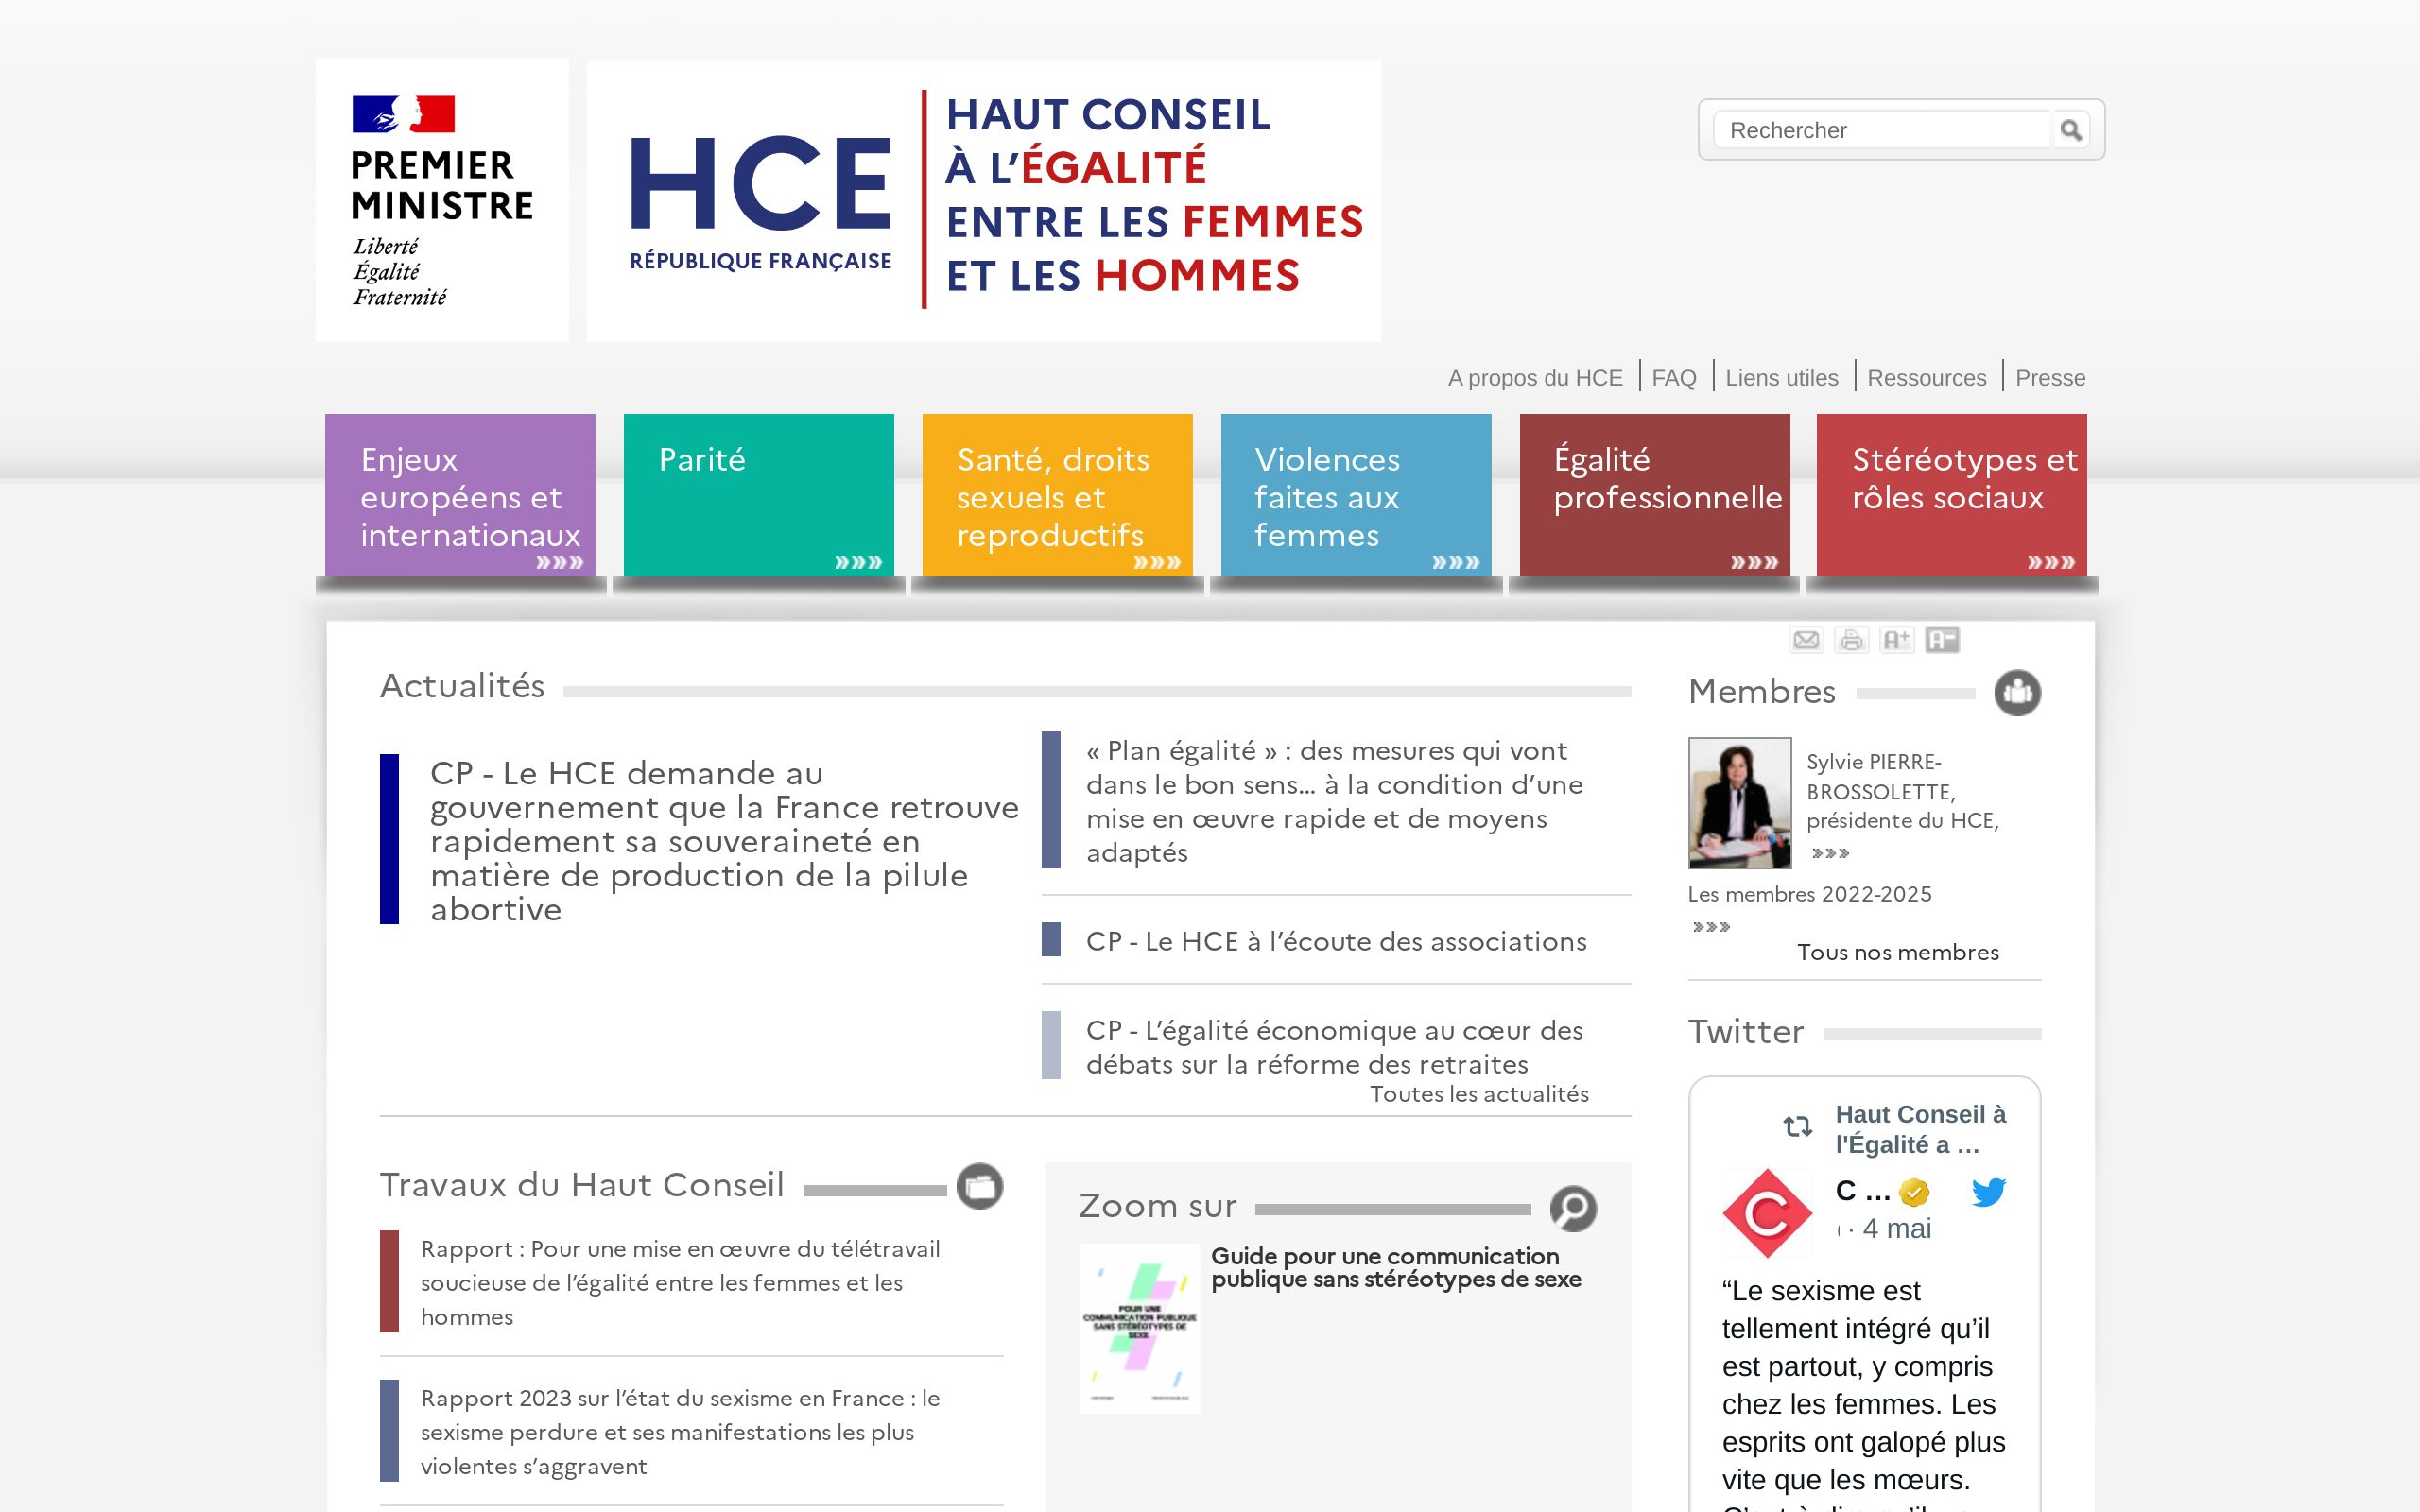 PREMIER
MINISTRE
Liberté
Égalité
Fraternité
HCE
RÉPUBLIQUE FRANÇAISE
HAUT CONSEIL
À L’ÉGALITÉ
ENTRE LES FEMMES
ET LES HOMMES
Rechercher
A propos du HCE
FAQ
Liens utiles
Ressources
Presse
Enjeux
européens et
internationaux
Parité
Santé, droits
sexuels et
reproductifs
Violences
faites aux
femmes
Égalité
professionnelle
Stéréotypes et
rôles sociaux
A+
A-
Actualités
CP - Le HCE demande au
gouvernement que la France retrouve
rapidement sa souveraineté en
matière de production de la pilule
abortive
« Plan égalité » : des mesures qui vont
dans le bon sens… à la condition d’une
mise en œuvre rapide et de moyens
adaptés
CP - Le HCE à l’écoute des associations
CP - L’égalité économique au cœur des
débats sur la réforme des retraites
Toutes les actualités
Membres
Sylvie PIERRE-
BROSSOLETTE,
présidente du HCE,
Les membres 2022-2025
Tous nos membres
Twitter
Haut Conseil à
l'Égalité a …
C …
· 4 mai
“Le sexisme est
tellement intégré qu’il
est partout, y compris
chez les femmes. Les
esprits ont galopé plus
vite que les mœurs.
Travaux du Haut Conseil
Rapport : Pour une mise en œuvre du télétravail
soucieuse de l’égalité entre les femmes et les
hommes
Rapport 2023 sur l’état du sexisme en France : le
sexisme perdure et ses manifestations les plus
violentes s’aggravent
Zoom sur
POUR UNE
COMMUNICATION PUBLIQUE
SANS STÉRÉOTYPES DE
SEXE
Guide pour une communication
publique sans stéréotypes de sexe